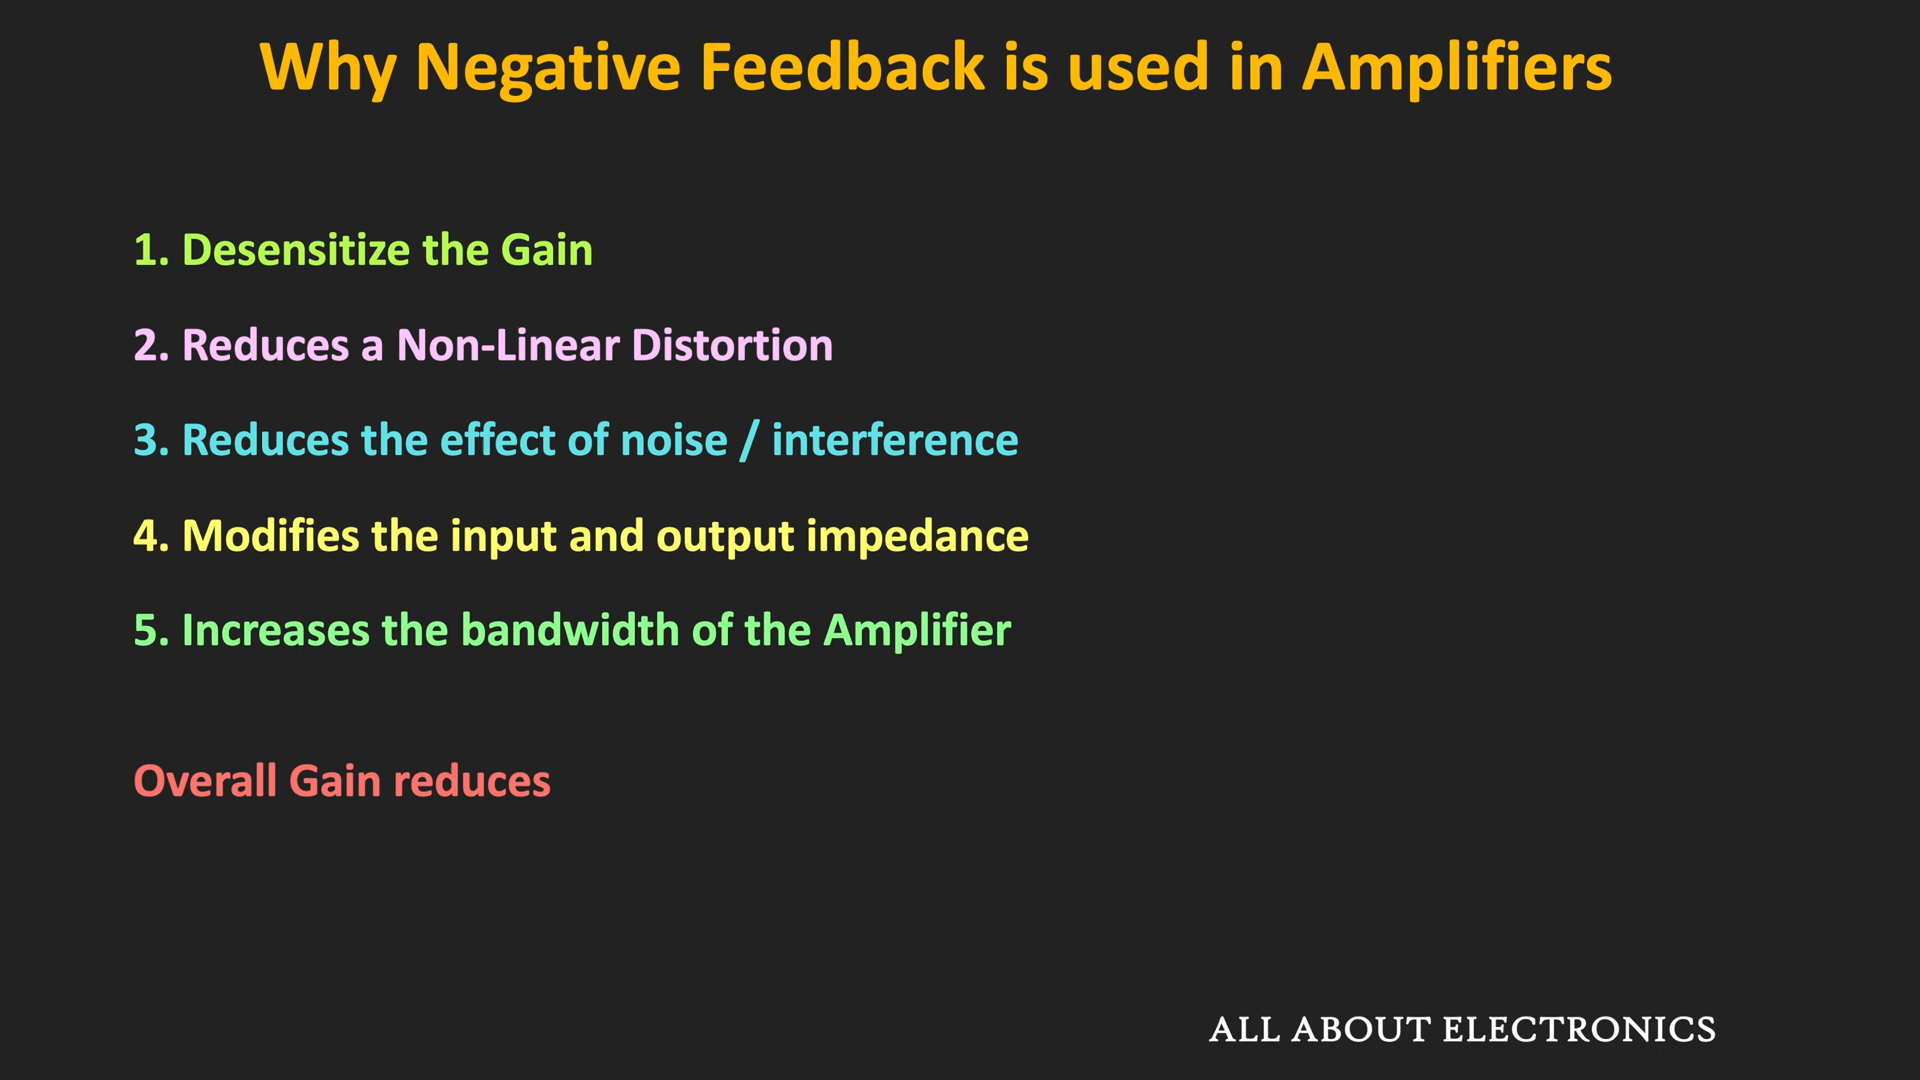 Why Negative Feedback is used in Amplifiers
1. Desensitize the Gain
2. Reduces a Non-Linear Distortion
3. Reduces the effect of noise / interference
4. Modifies the input and output impedance
5. Increases the bandwidth of the Amplifier
Overall Gain reduces
ALL ABOUT ELECTRONICS